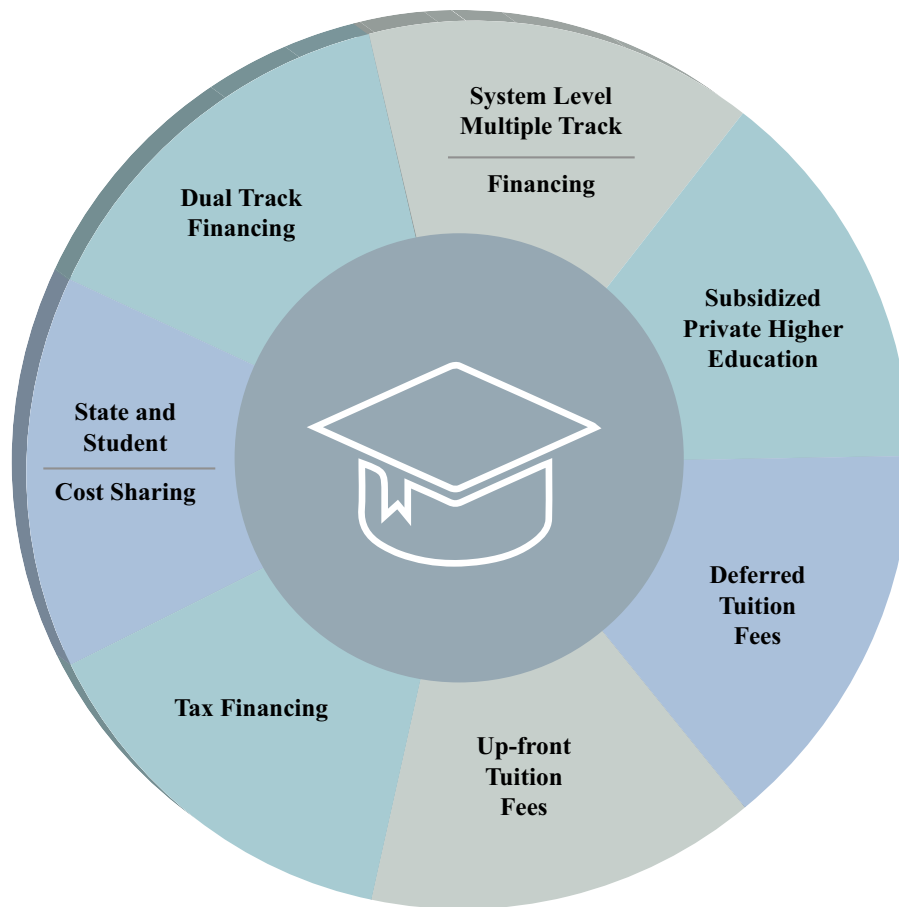 System Level
Multiple Track
Financing
Subsidized
Private Higher
Education
Deferred
Tuition
Fees
Up-front
Tuition
Fees
Tax Financing
State and
Student
Cost Sharing
Dual Track
Financing